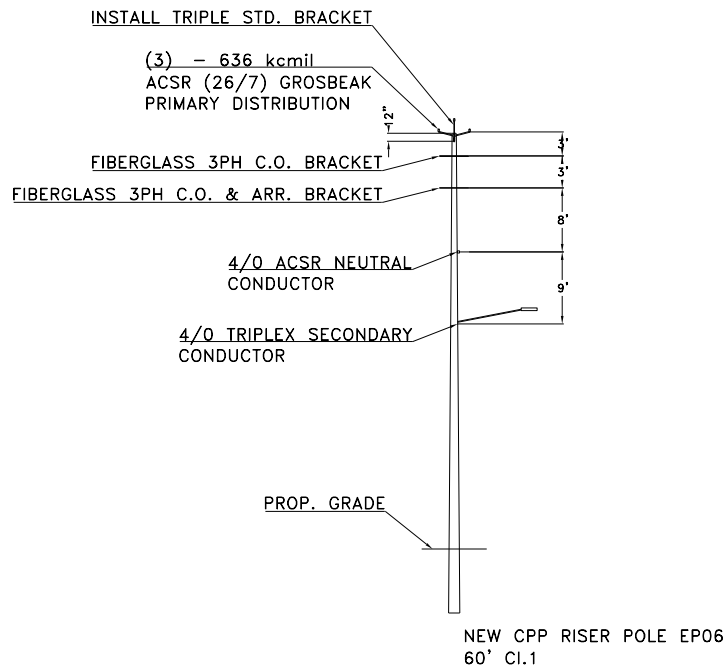 INSTALL TRIPLE STD. BRACKET
(3) - 636 kcmil
ACSR (26/7) GROSBEAK
PRIMARY DISTRIBUTION
12"
3'
FIBERGLASS 3PH C.O. BRACKET
3'
FIBERGLASS 3PH C.O. & ARR. BRACKET
8'
4/0 ACSR NEUTRAL
CONDUCTOR
9'
4/0 TRIPLEX SECONDARY
CONDUCTOR
PROP. GRADE
NEW CPP RISER POLE EP06
60' Cl.1